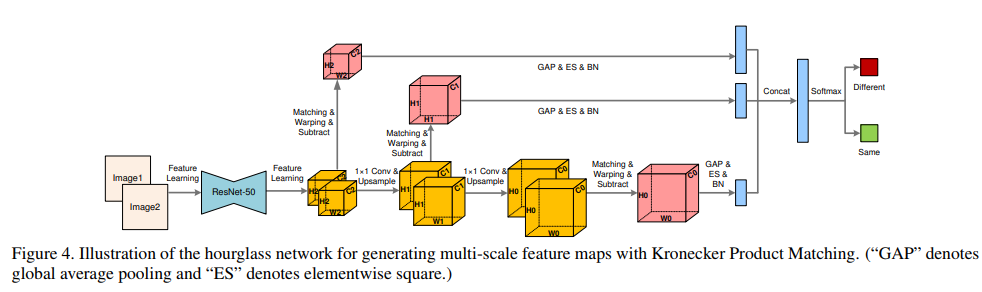 C2
H2
W2
GAP & ES & BN
C1
H1
H1
GAP & ES & BN
Matching &
Warping &
Subtract
Matching &
Warping &
Subtract
Concat
Softmax
Different
Same
Image1
Image2
Feature
Learning
ResNet-50
Feature
Learning
H2
C2
H2
C2
W2
1×1 Conv &
Upsample
H1
C1
H1
C1
W1
1×1 Conv &
Upsample
H0
C0
H0
C0
W0
Matching &
Warping &
Subtract
H0
C0
W0
GAP &
ES &
BN
Figure 4. Illustration of the hourglass network for generating multi-scale feature maps with Kronecker Product Matching. (“GAP” denotes
global average pooling and “ES” denotes elementwise square.)